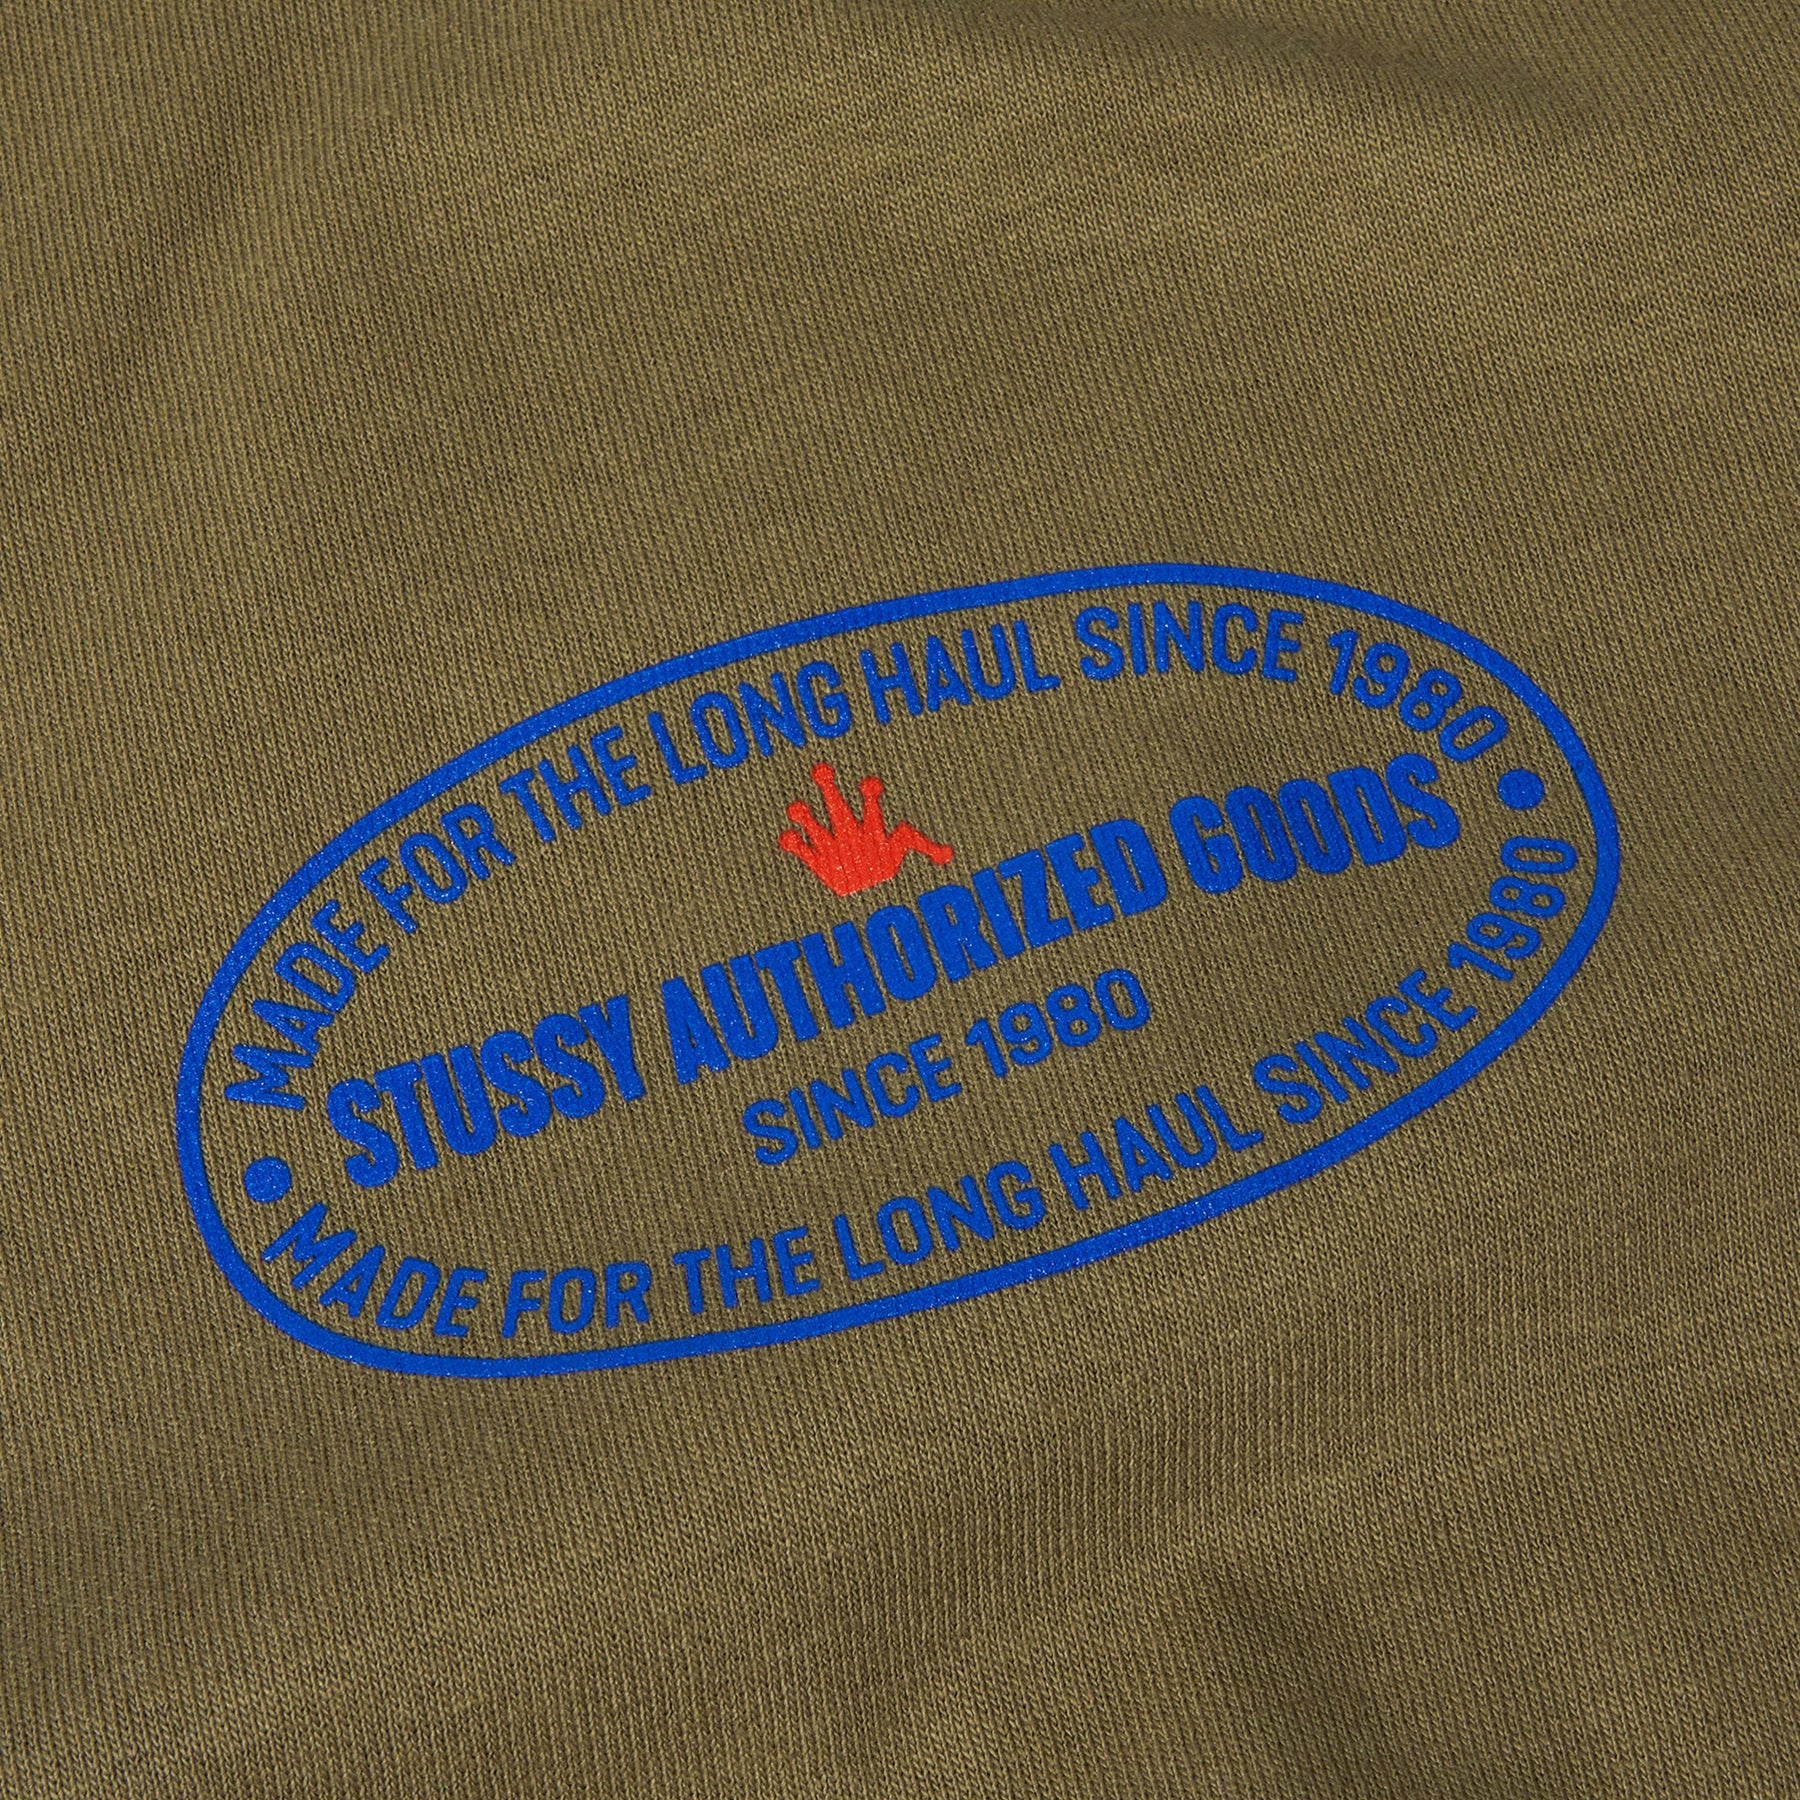 MADE FOR THE LONG HAUL SINCE 1980
STUSSY AUTHORIZED GOODS
SINCE 1980
MADE FOR THE LONG HAUL SINCE 1980